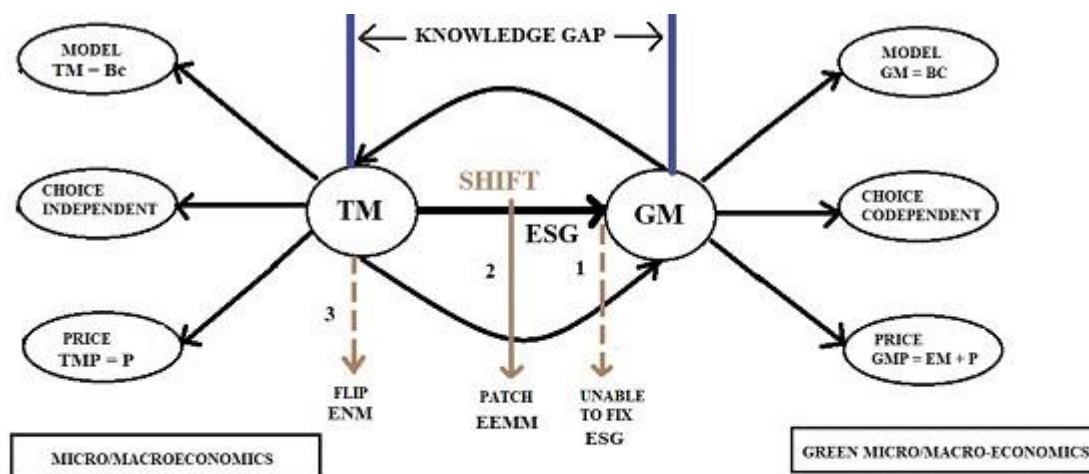 KNOWLEDGE GAP
MODEL
TM = Bc
MODEL
GM = BC
SHIFT
CHOICE
INDEPENDENT
TM
GM
CHOICE
CODEPENDENT
ESG
2
1
3
PRICE
TMP = P
PRICE
GMP = EM + P
FLIP
ENM
PATCH
EEMM
UNABLE
TO FIX
ESG
MICRO/MACROECONOMICS
GREEN MICRO/MACRO-ECONOMICS